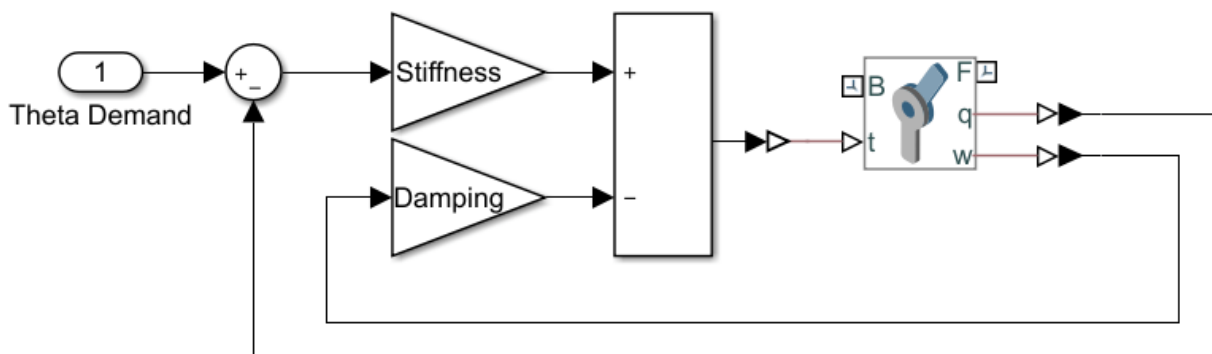 1
Theta Demand
+
−
Stiffness
Damping
+
−
B
F
q
t
w